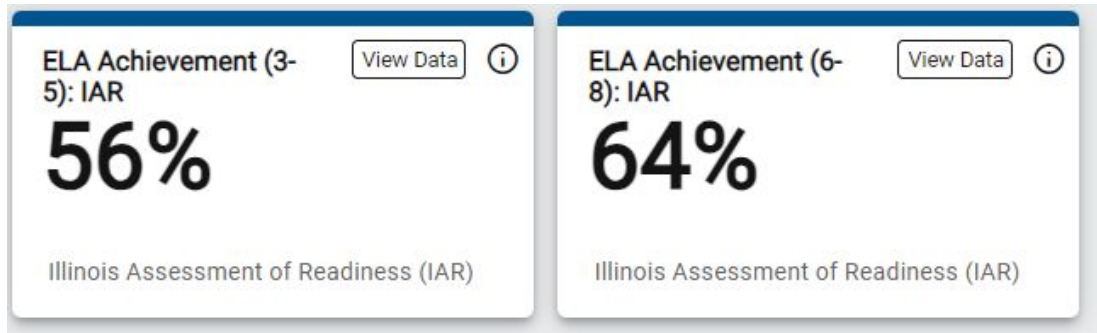 ELA Achievement (3-
5): IAR
View Data
56%
Illinois Assessment of Readiness (IAR)
ELA Achievement (6-
8): IAR
View Data
64%
Illinois Assessment of Readiness (IAR)